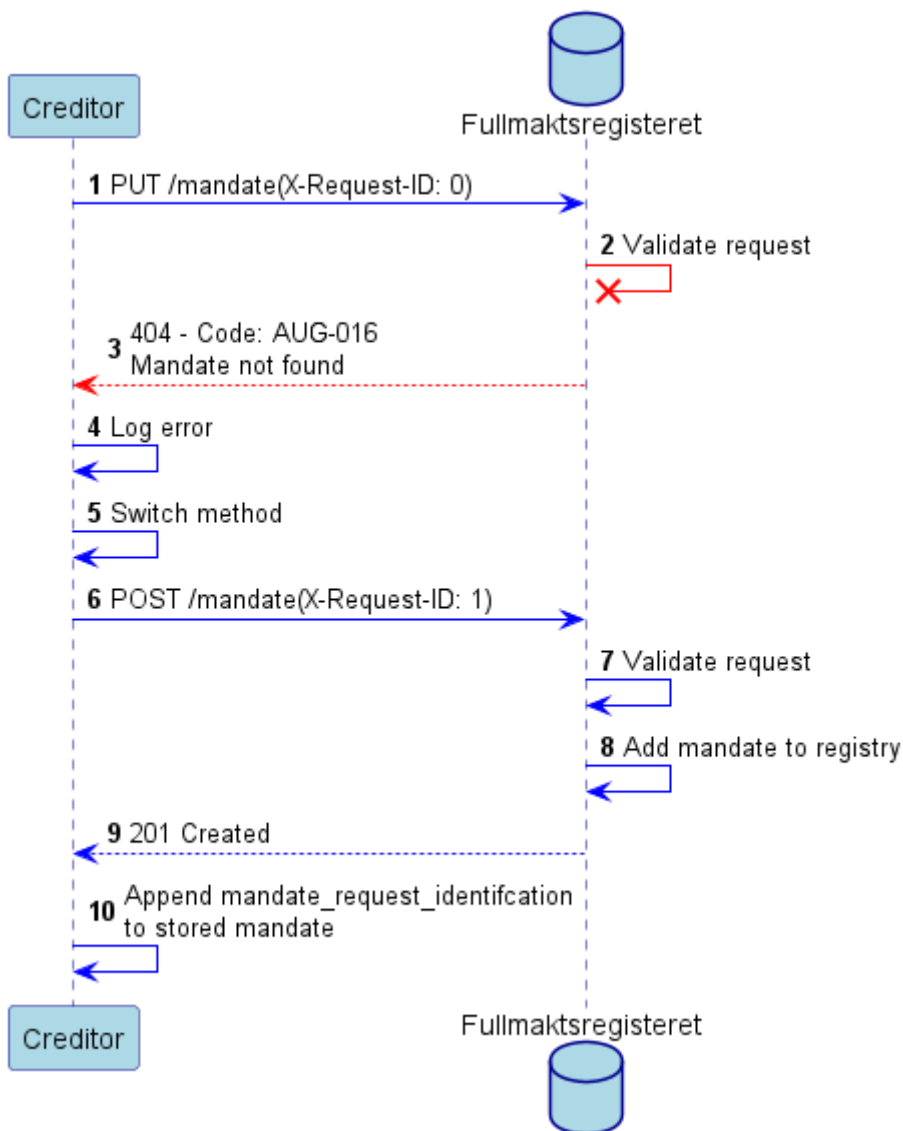 Creditor
Fullmaktsregisteret
1 PUT /mandate(X-Request-ID: 0)
2 Validate request
3 404 - Code: AUG-016
Mandate not found
4 Log error
5 Switch method
6 POST /mandate(X-Request-ID: 1)
7 Validate request
8 Add mandate to registry
9 201 Created
10 Append mandate_request_identifcation
to stored mandate
Creditor
Fullmaktsregisteret